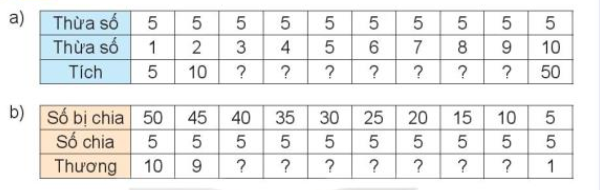 a)
Thừa số 5 5 5 5 5 5 5 5 5 5
Thừa số 1 2 3 4 5 6 7 8 9 10
Tích 5 10 ? ? ? ? ? ? ? 50
b)
Số bị chia 50 45 40 35 30 25 20 15 10 5
Số chia 5 5 5 5 5 5 5 5 5 5
Thương 10 9 ? ? ? ? ? ? ? 1